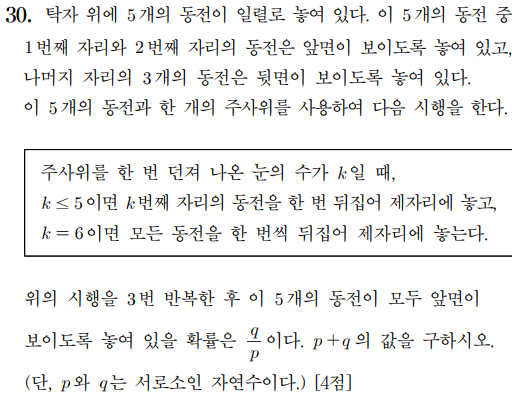 30. 탁자 위에 5개의 동전이 일렬로 놓여 있다. 이 5개의 동전 중
1번째 자리와 2번째 자리의 동전은 앞면이 보이도록 놓여 있고,
나머지 자리의 3개의 동전은 뒷면이 보이도록 놓여 있다.
이 5개의 동전과 한 개의 주사위를 사용하여 다음 시행을 한다.
주사위를 한 번 던져 나온 눈의 수가 k일 때,
k ≤ 5이면 k번째 자리의 동전을 한 번 뒤집어 제자리에 놓고,
k = 6이면 모든 동전을 한 번씩 뒤집어 제자리에 놓는다.
위의 시행을 3번 반복한 후 이 5개의 동전이 모두 앞면이
보이도록 놓여 있을 확률은 q/p이다. p+q의 값을 구하시오.
(단, p와 q는 서로소인 자연수이다.) [4점]